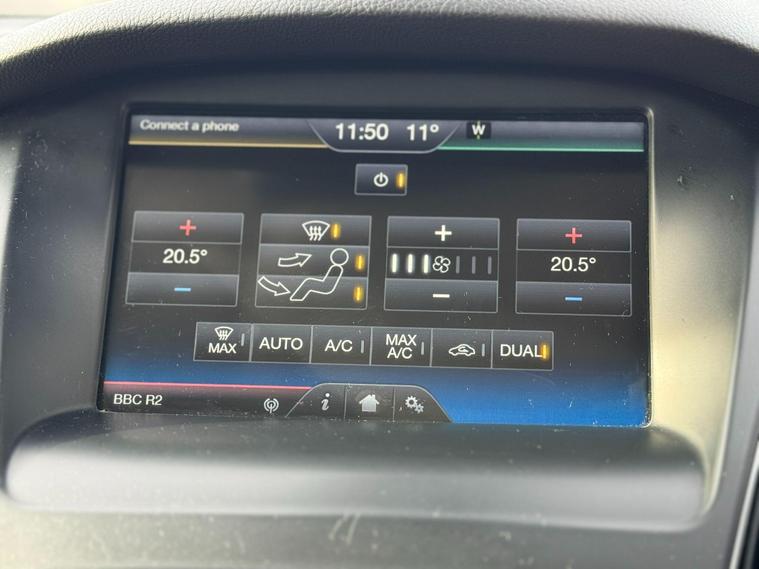 Connect a phone
11:50 11°
W
20.5°
20.5°
MAX
AUTO
A/C
MAX
A/C
DUAL
BBC R2
i